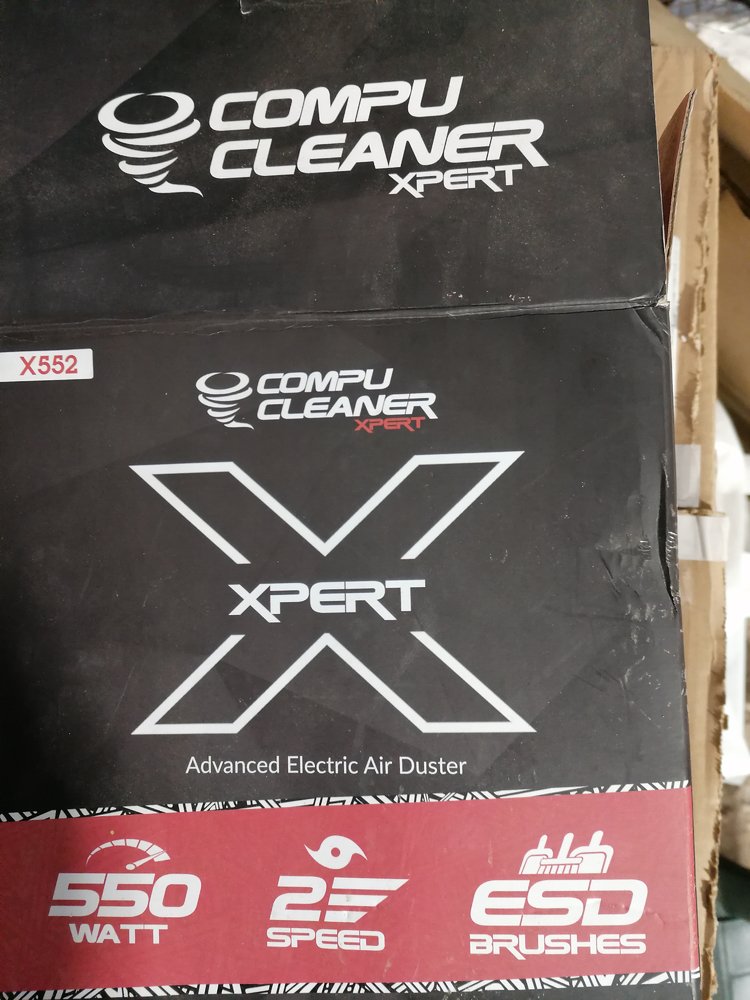 COMPU
CLEANER
XPERT
X552
COMPU
CLEANER
XPERT
XPERT
Advanced Electric Air Duster
550
WATT
2
SPEED
ESD
BRUSHES